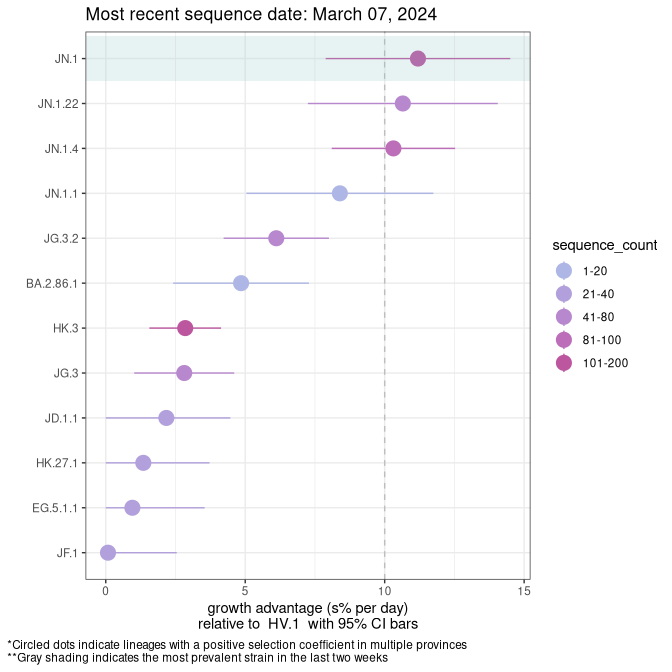 Most recent sequence date: March 07, 2024
JN.1
JN.1.22
JN.1.4
JN.1.1
JG.3.2
BA.2.86.1
HK.3
JG.3
JD.1.1
HK.27.1
EG.5.1.1
JF.1
0 5 10 15
growth advantage (s% per day)
relative to HV.1 with 95% CI bars
sequence_count
1-20
21-40
41-80
81-100
101-200
*Circled dots indicate lineages with a positive selection coefficient in multiple provinces
**Gray shading indicates the most prevalent strain in the last two weeks